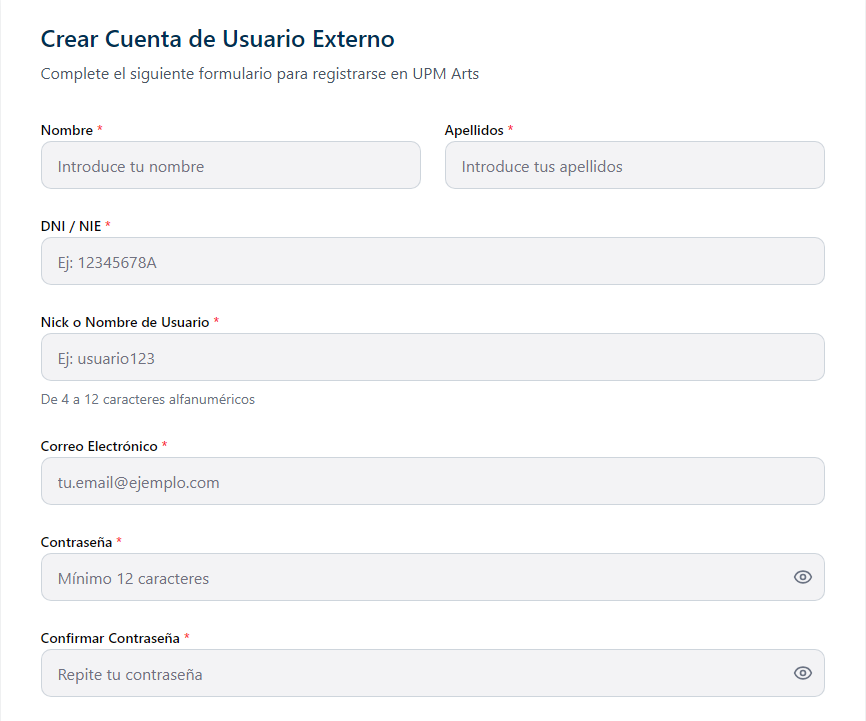 Crear Cuenta de Usuario Externo
Complete el siguiente formulario para registrarse en UPM Arts
Nombre * Apellidos *
Introduce tu nombre Introduce tus apellidos
DNI / NIE *
Ej: 12345678A
Nick o Nombre de Usuario *
Ej: usuario123
De 4 a 12 caracteres alfanuméricos
Correo Electrónico *
tu.email@ejemplo.com
Contraseña *
Mínimo 12 caracteres
Confirmar Contraseña *
Repite tu contraseña